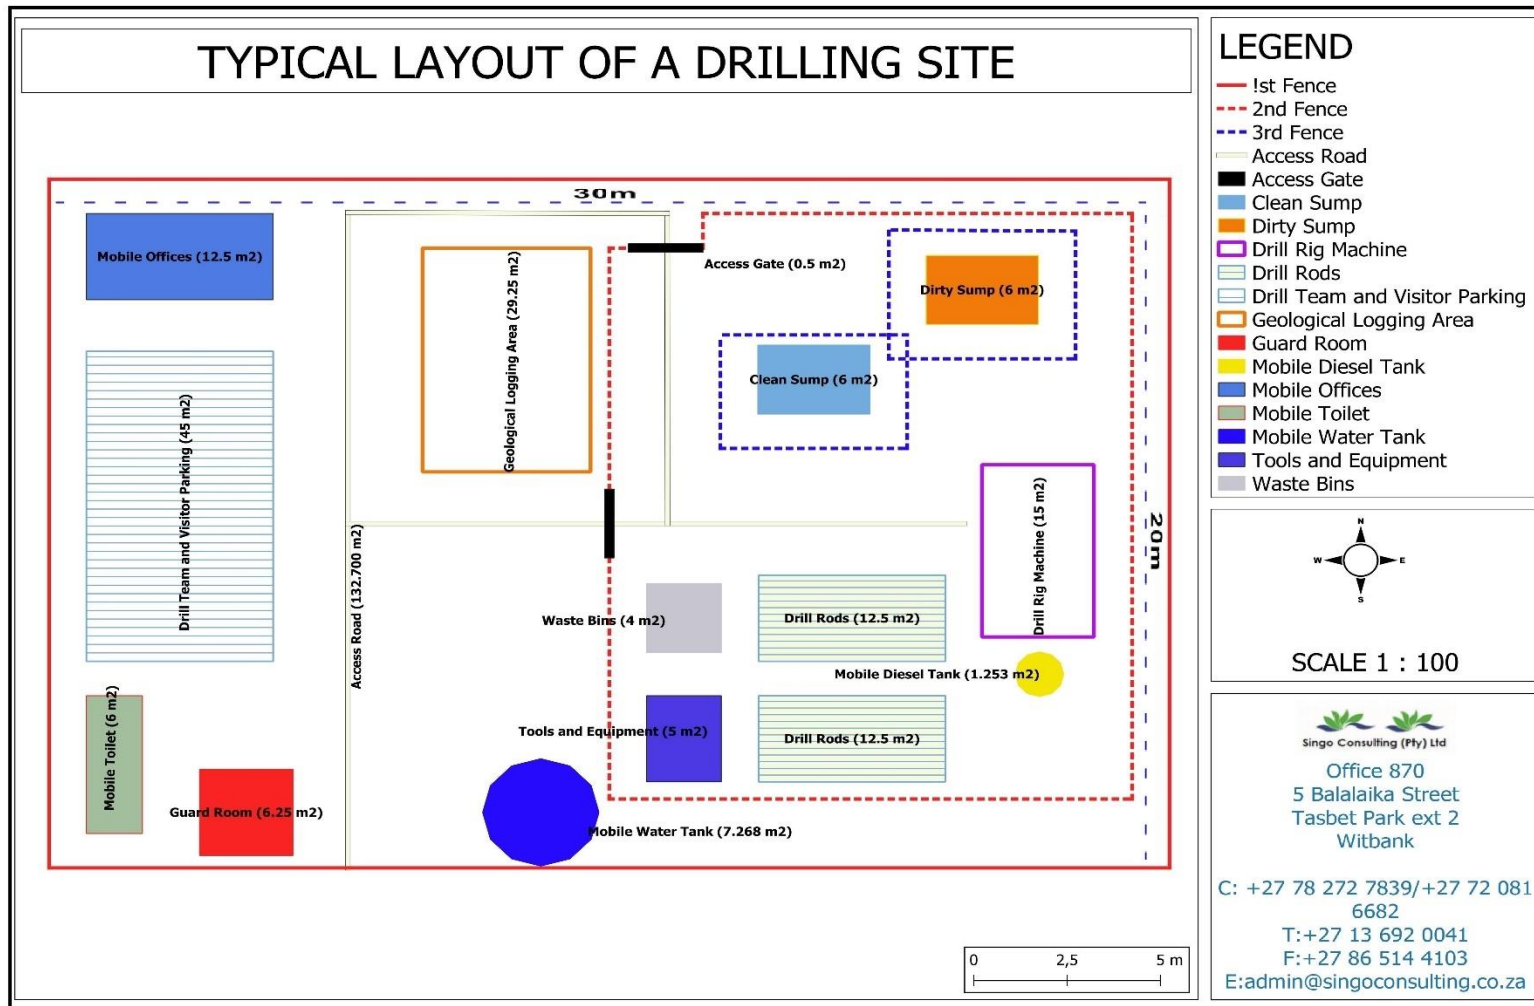 TYPICAL LAYOUT OF A DRILLING SITE
30m
20m
Mobile Offices (12.5 m2)
Drill Team and Visitor Parking (45 m2)
Mobile Toilet (6 m2)
Guard Room (6.25 m2)
Access Road (132.700 m2)
Geological Logging Area (29.25 m2)
Access Gate (0.5 m2)
Dirty Sump (6 m2)
Clean Sump (6 m2)
Drill Rig Machine (15 m2)
Waste Bins (4 m2)
Drill Rods (12.5 m2)
Mobile Diesel Tank (1.253 m2)
Tools and Equipment (5 m2)
Drill Rods (12.5 m2)
Mobile Water Tank (7.268 m2)
0 2,5 5 m
LEGEND
!st Fence
2nd Fence
3rd Fence
Access Road
Access Gate
Clean Sump
Dirty Sump
Drill Rig Machine
Drill Rods
Drill Team and Visitor Parking
Geological Logging Area
Guard Room
Mobile Diesel Tank
Mobile Offices
Mobile Toilet
Mobile Water Tank
Tools and Equipment
Waste Bins
N
W E
S
SCALE 1 : 100
Singo Consulting (Pty) Ltd
Office 870
5 Balalaika Street
Tasbet Park ext 2
Witbank
C: +27 78 272 7839/+27 72 081
6682
T:+27 13 692 0041
F:+27 86 514 4103
E:admin@singoconsulting.co.za